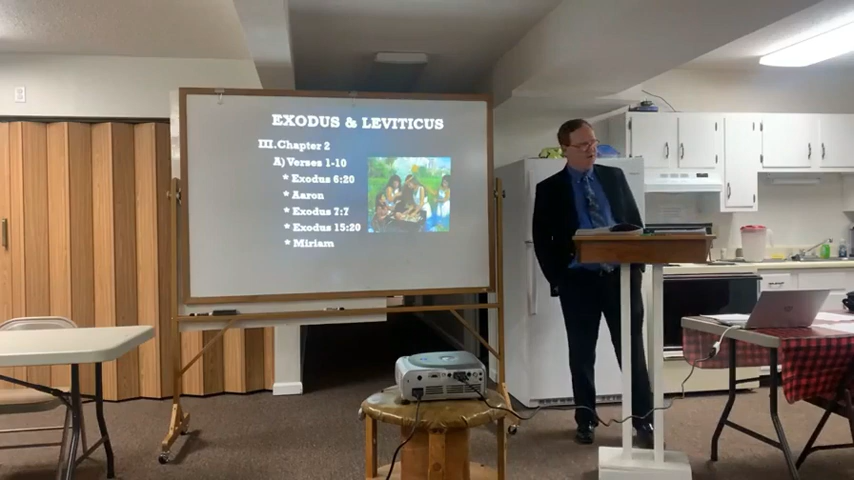 EXODUS & LEVITICUS
III. Chapter 2
A) Verses 1-10
* Exodus 6:20
* Aaron
* Exodus 7:7
* Exodus 15:20
* Miriam